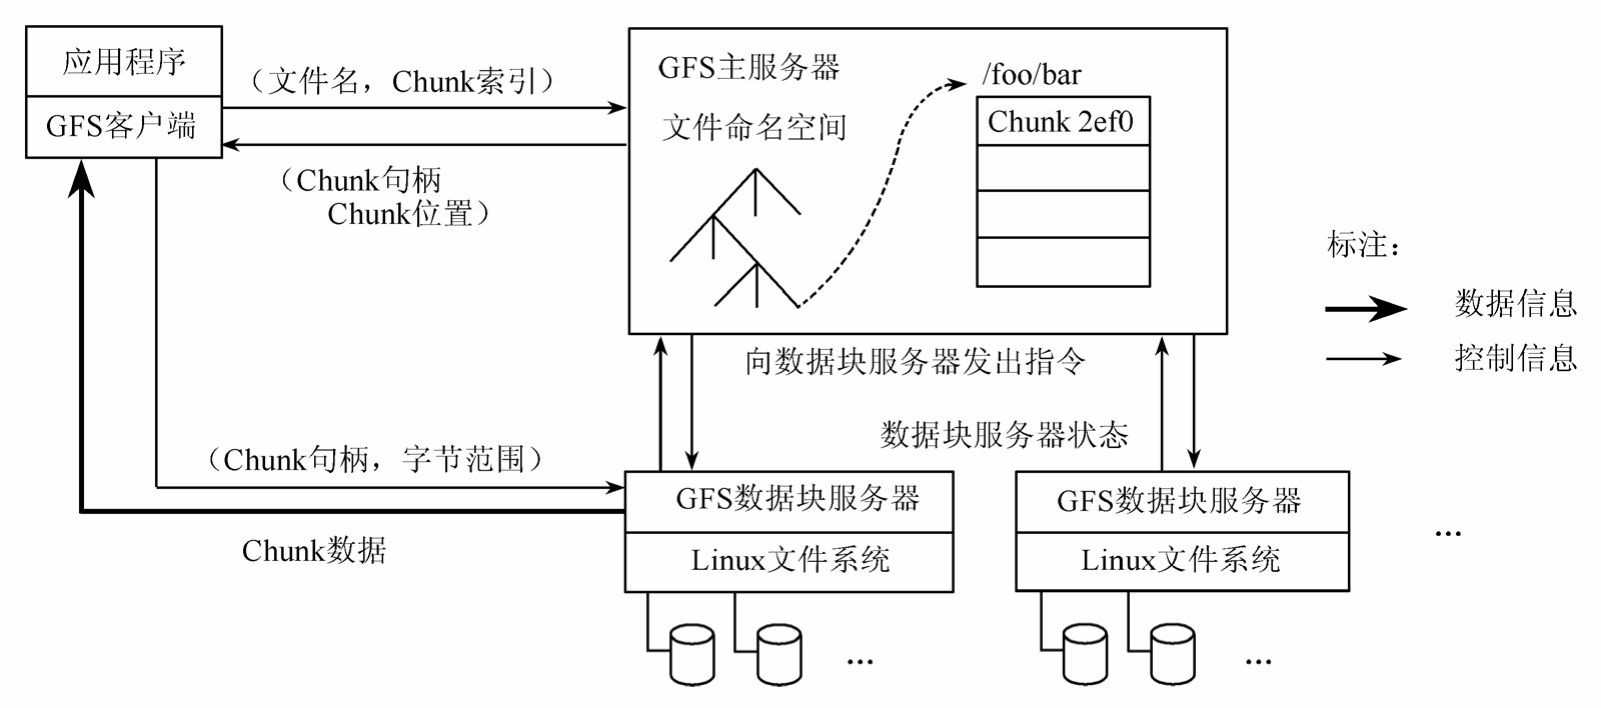 应用程序
GFS客户端
（文件名，Chunk索引）
（Chunk句柄
Chunk位置）
GFS主服务器
文件命名空间
/foo/bar
Chunk 2ef0
标注：
数据信息
控制信息
向数据块服务器发出指令
数据块服务器状态
（Chunk句柄，字节范围）
Chunk数据
GFS数据块服务器
Linux文件系统
...
GFS数据块服务器
Linux文件系统
...
...